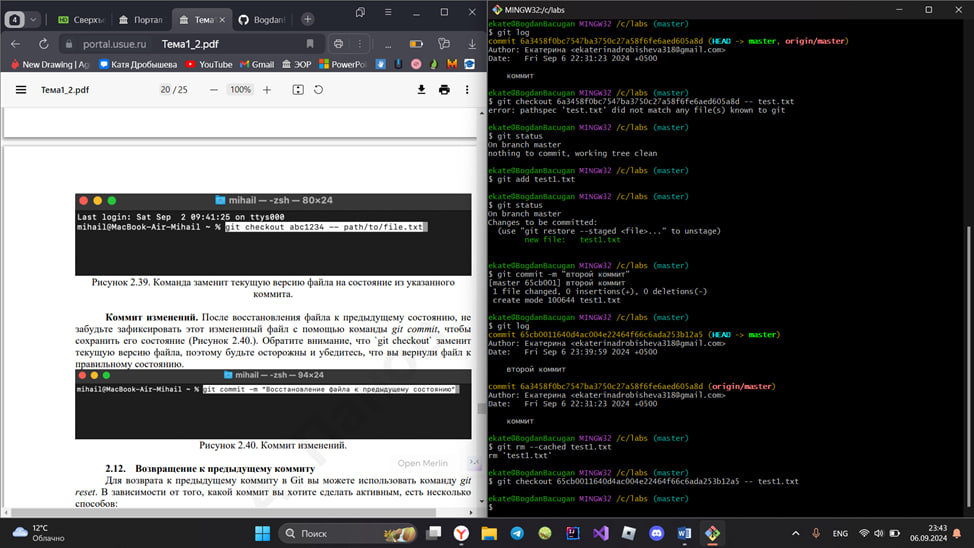 4
Сверхъ
Портал
Тема1
Bogdan
portal.usue.ru
Тема1_2.pdf
New Drawing | Ag
Катя Дробышева
YouTube
Gmail
ЭОР
PowerPoi
Тема1_2.pdf
20 / 25
100%
mihail — -zsh — 80×24
Last login: Sat Sep 2 09:41:25 on ttys000
mihail@MacBook-Air-Mihail ~ % git checkout abc1234 -- path/to/file.txt
Рисунок 2.39. Команда заменит текущую версию файла на состояние из указанного
коммита.
Коммит изменений. После восстановления файла к предыдущему состоянию, не
забудьте зафиксировать этот измененный файл с помощью команды git commit, чтобы
сохранить его состояние (Рисунок 2.40.). Обратите внимание, что `git checkout` заменит
текущую версию файла, поэтому будьте осторожны и убедитесь, что вы вернули файл к
правильному состоянию.
mihail — -zsh — 94×24
mihail@MacBook-Air-Mihail ~ % git commit -m "Восстановление файла к предыдущему состоянию"
Рисунок 2.40. Коммит изменений.
Open Merlin
2.12. Возвращение к предыдущему коммиту
Для возврата к предыдущему коммиту в Git вы можете использовать команду git
reset. В зависимости от того, какой коммит вы хотите сделать активным, есть несколько
способов:
MINGW32:/c/labs
ekate@BogdanBacugan MINGW32 /c/labs (master)
$ git log
commit 6a3458f0bc7547ba3750c27a58f6fe6aed605a8d (HEAD -> master, origin/master)
Author: Екатерина <ekaterinadrobisheva318@gmail.com>
Date: Fri Sep 6 22:31:23 2024 +0500
коммит
ekate@BogdanBacugan MINGW32 /c/labs (master)
$ git checkout 6a3458f0bc7547ba3750c27a58f6fe6aed605a8d -- test.txt
error: pathspec 'test.txt' did not match any file(s) known to git
ekate@BogdanBacugan MINGW32 /c/labs (master)
$ git status
On branch master
nothing to commit, working tree clean
ekate@BogdanBacugan MINGW32 /c/labs (master)
$ git add test1.txt
ekate@BogdanBacugan MINGW32 /c/labs (master)
$ git status
On branch master
Changes to be committed:
(use "git restore --staged <file>..." to unstage)
new file: test1.txt
ekate@BogdanBacugan MINGW32 /c/labs (master)
$ git commit -m "второй коммит"
[master 65cb001] второй коммит
1 file changed, 0 insertions(+), 0 deletions(-)
create mode 100644 test1.txt
ekate@BogdanBacugan MINGW32 /c/labs (master)
$ git log
commit 65cb0011640d4ac004e22464f66c6ada253b12a5 (HEAD -> master)
Author: Екатерина <ekaterinadrobisheva318@gmail.com>
Date: Fri Sep 6 23:39:59 2024 +0500
второй коммит
commit 6a3458f0bc7547ba3750c27a58f6fe6aed605a8d (origin/master)
Author: Екатерина <ekaterinadrobisheva318@gmail.com>
Date: Fri Sep 6 22:31:23 2024 +0500
коммит
ekate@BogdanBacugan MINGW32 /c/labs (master)
$ git rm --cached test1.txt
rm 'test1.txt'
ekate@BogdanBacugan MINGW32 /c/labs (master)
$ git checkout 65cb0011640d4ac004e22464f66c6ada253b12a5 -- test1.txt
ekate@BogdanBacugan MINGW32 /c/labs (master)
$
12°C
Облачно
Поиск
ENG
23:43
06.09.2024